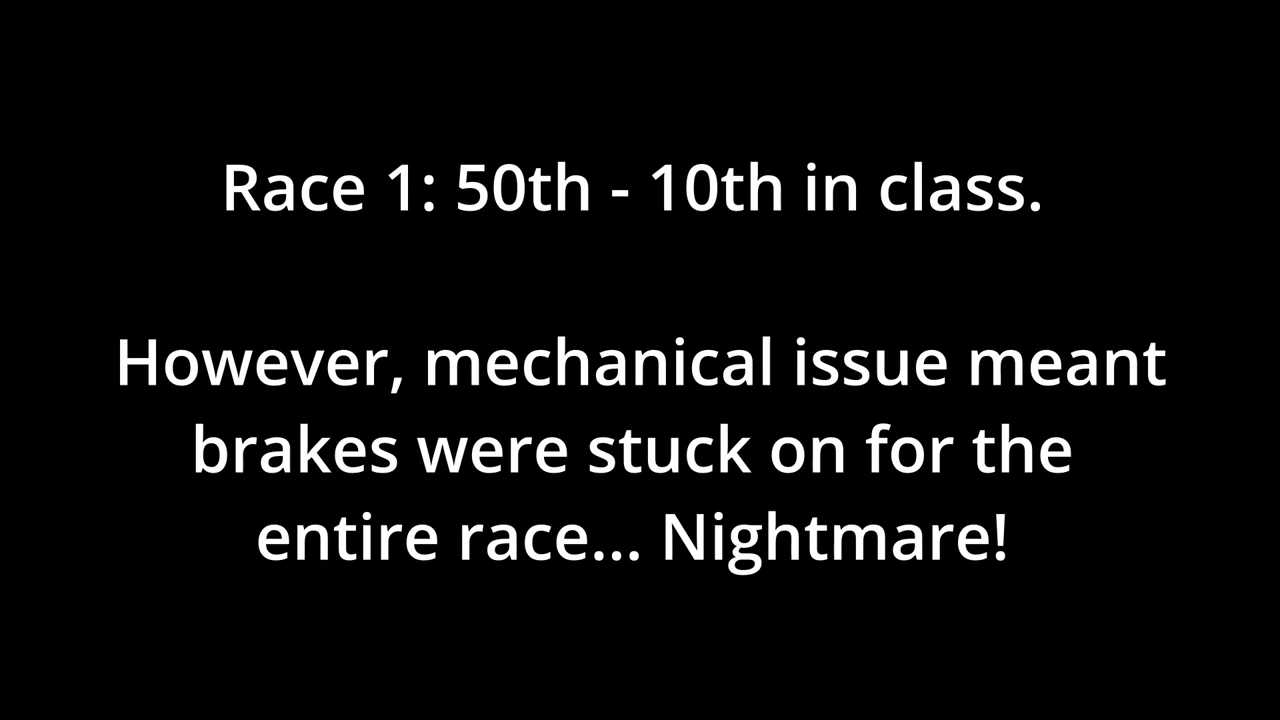 Race 1: 50th - 10th in class.
However, mechanical issue meant
brakes were stuck on for the
entire race... Nightmare!